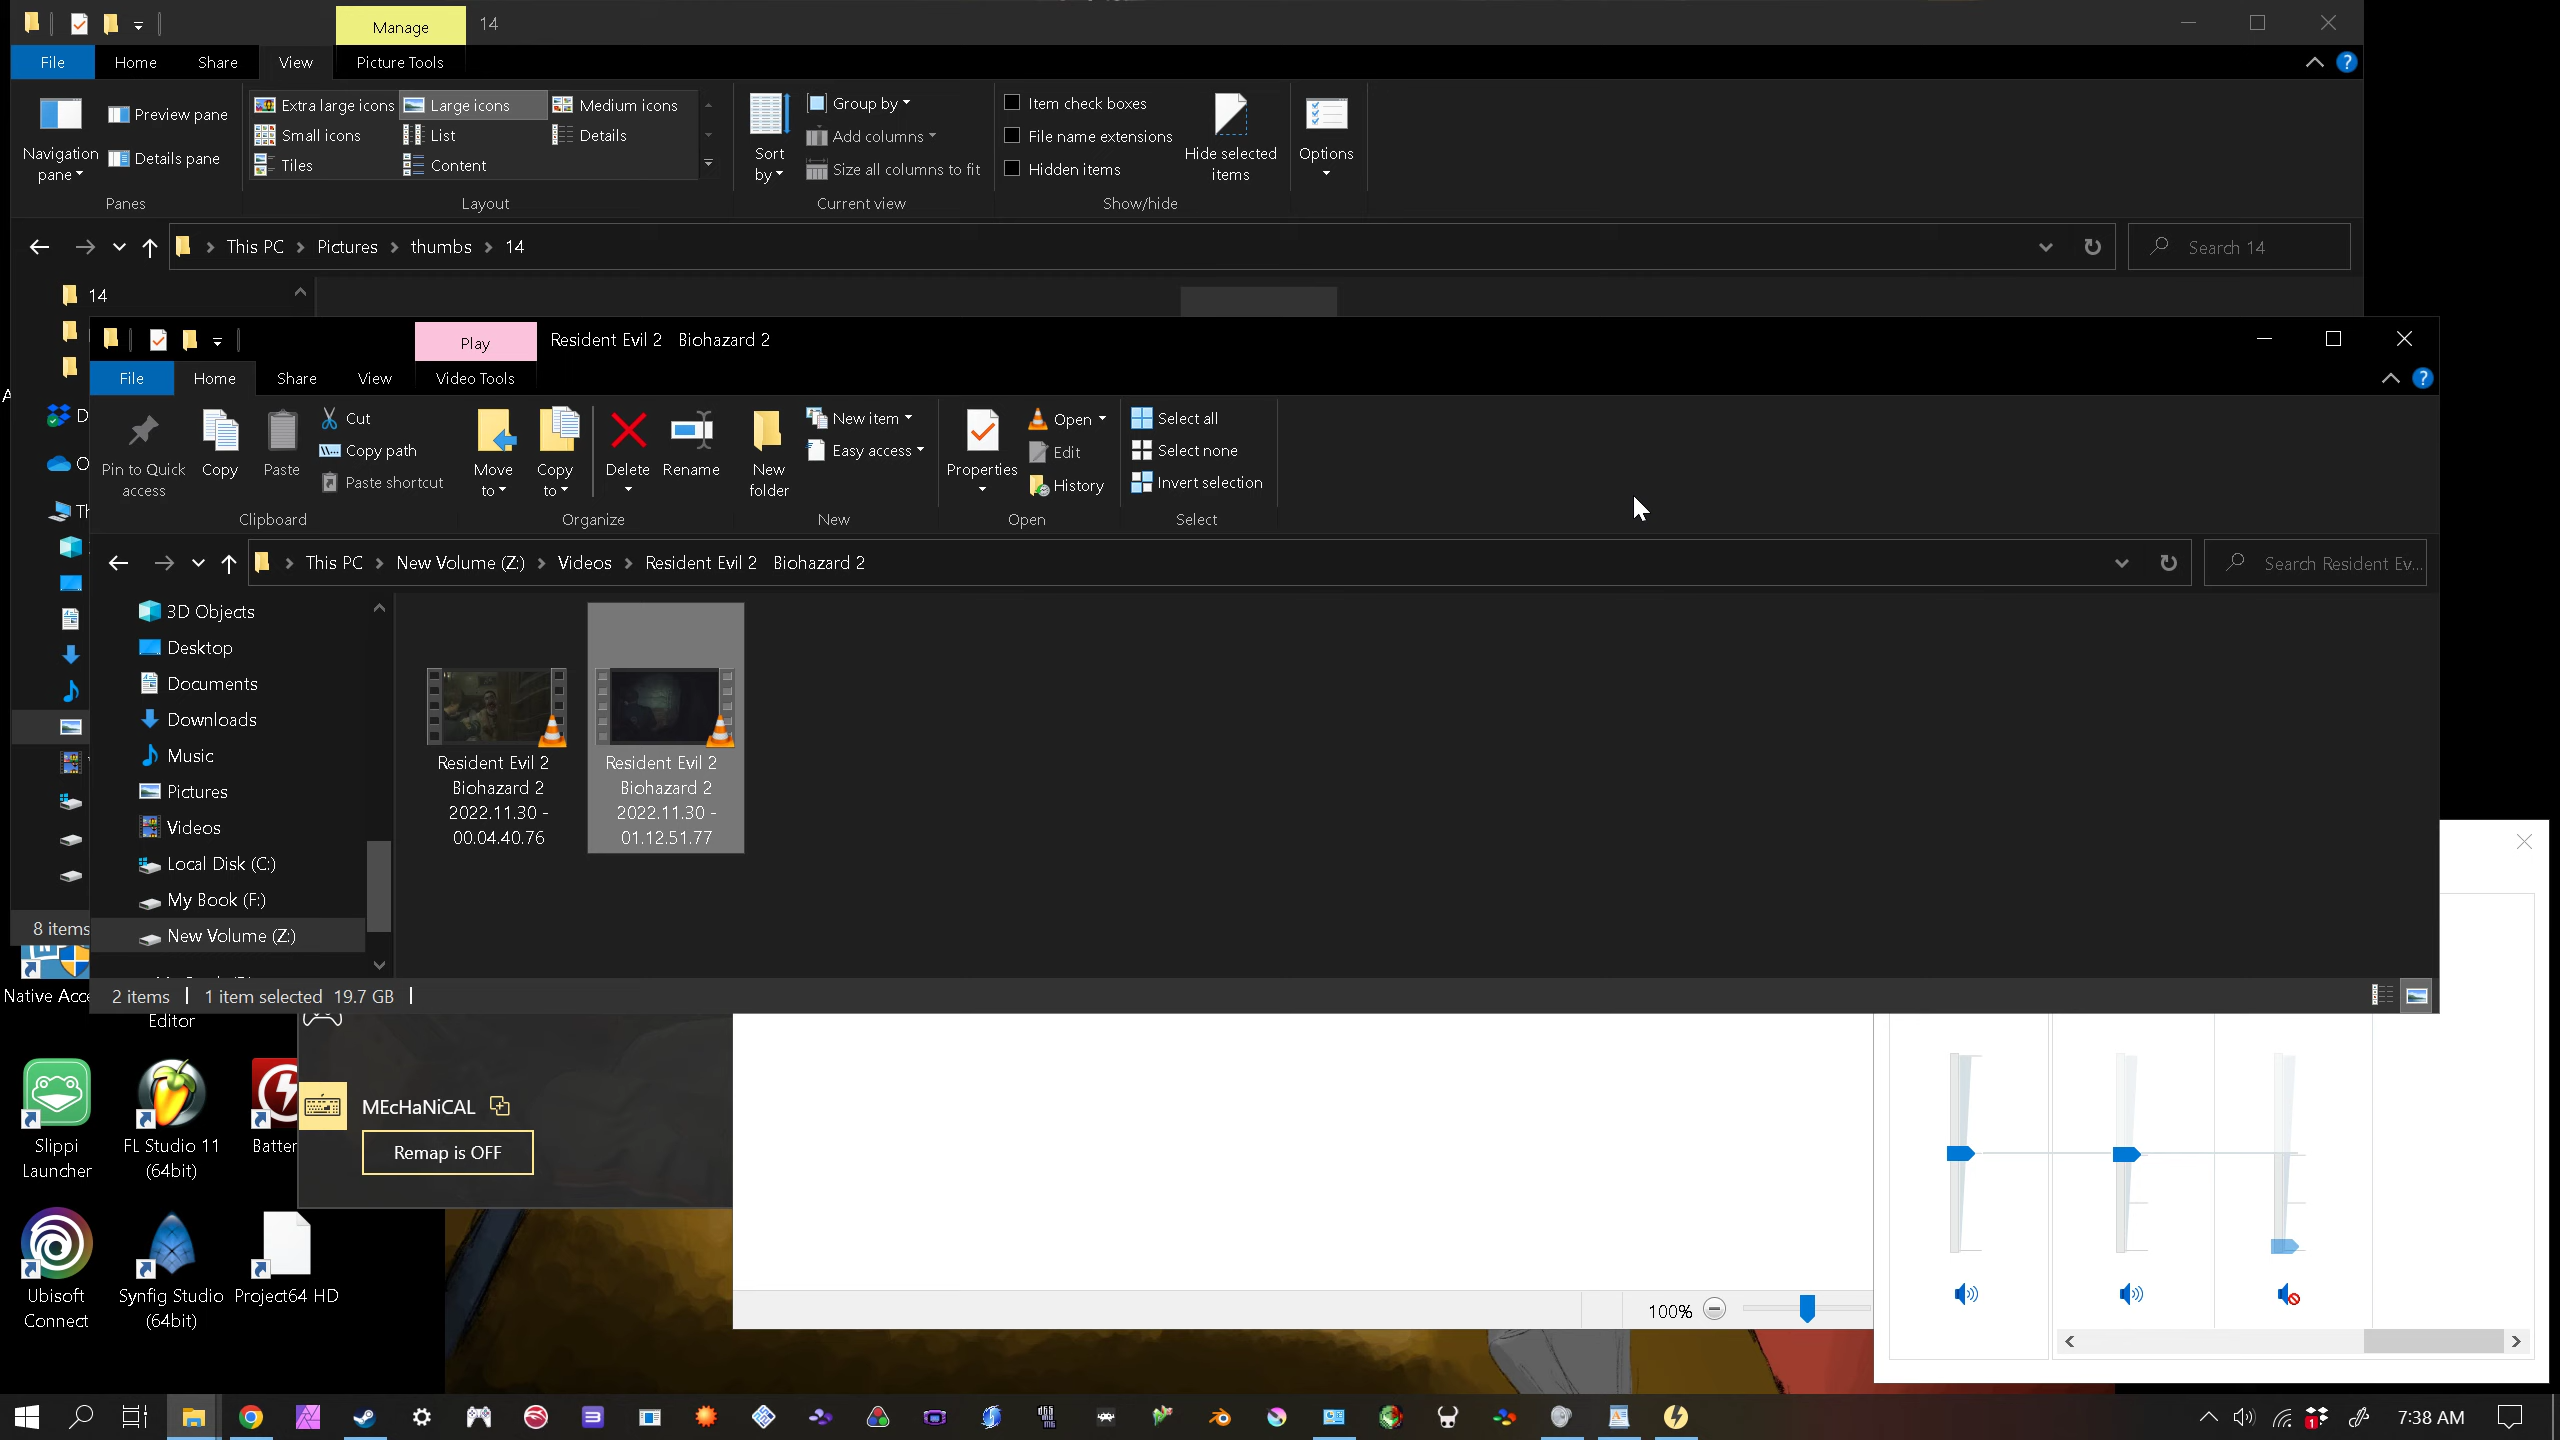 Manage
14
File
Home
Share
View
Picture Tools
Navigation pane
Preview pane
Details pane
Panes
Extra large icons
Large icons
Medium icons
Small icons
List
Details
Tiles
Content
Layout
Sort by
Group by
Add columns
Size all columns to fit
Current view
Item check boxes
File name extensions
Hidden items
Hide selected items
Show/hide
Options
This PC
Pictures
thumbs
14
Search 14
14
8 items
Play
Resident Evil 2 Biohazard 2
File
Home
Share
View
Video Tools
Pin to Quick access
Copy
Paste
Cut
Copy path
Paste shortcut
Clipboard
Move to
Copy to
Delete
Rename
Organize
New folder
New item
Easy access
New
Properties
Open
Edit
History
Open
Select all
Select none
Invert selection
Select
This PC
New Volume (Z:)
Videos
Resident Evil 2 Biohazard 2
Search Resident Ev...
3D Objects
Desktop
Documents
Downloads
Music
Pictures
Videos
Local Disk (C:)
My Book (F:)
New Volume (Z:)
Resident Evil 2
Biohazard 2
2022.11.30 -
00.04.40.76
Resident Evil 2
Biohazard 2
2022.11.30 -
01.12.51.77
2 items
1 item selected 19.7 GB
Native Acce
Editor
Slippi
Launcher
FL Studio 11
(64bit)
Batter
Ubisoft
Connect
Synfig Studio
(64bit)
Project64 HD
MEcHaNiCAL
Remap is OFF
100%
7:38 AM